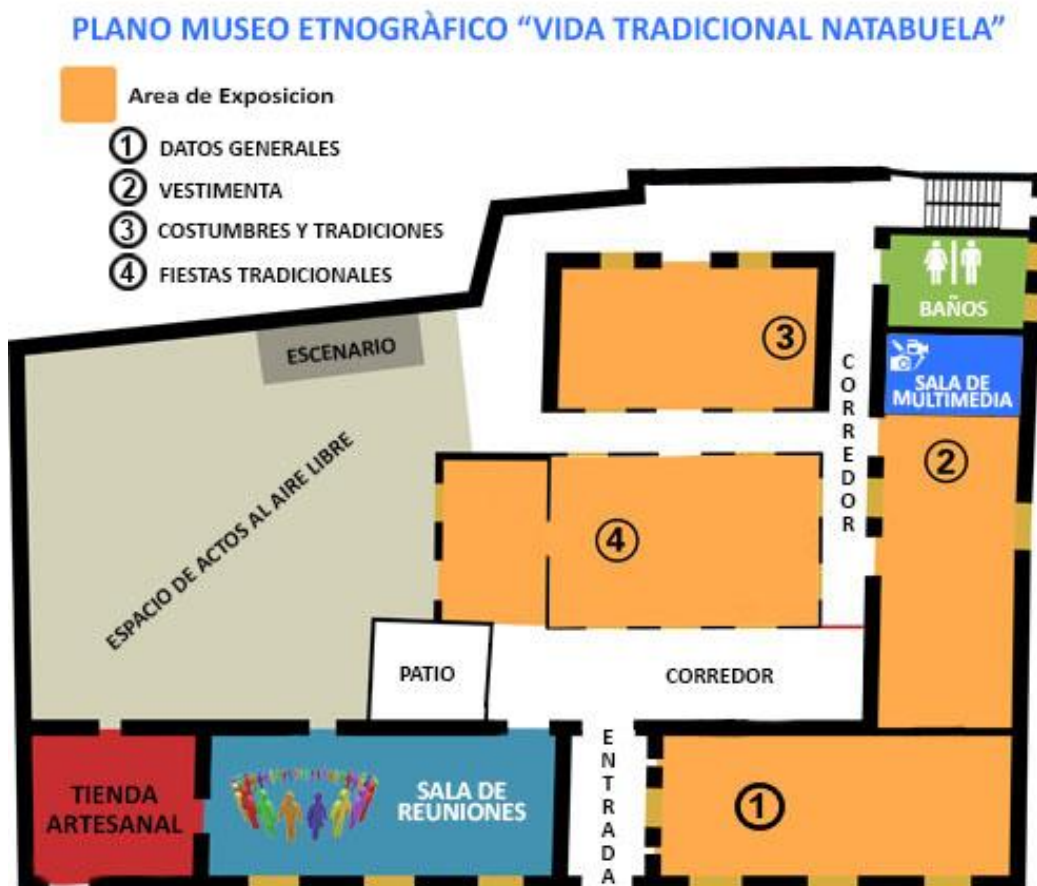 PLANO MUSEO ETNOGRÀFICO “VIDA TRADICIONAL NATABUELA”
Area de Exposicion
1 DATOS GENERALES
2 VESTIMENTA
3 COSTUMBRES Y TRADICIONES
4 FIESTAS TRADICIONALES
BAÑOS
ESCENARIO
3
SALA DE
MULTIMEDIA
CORREDOR
2
ESPACIO DE ACTOS AL AIRE LIBRE
4
PATIO
CORREDOR
ENTRADA
TIENDA
ARTESANAL
SALA DE
REUNIONES
1